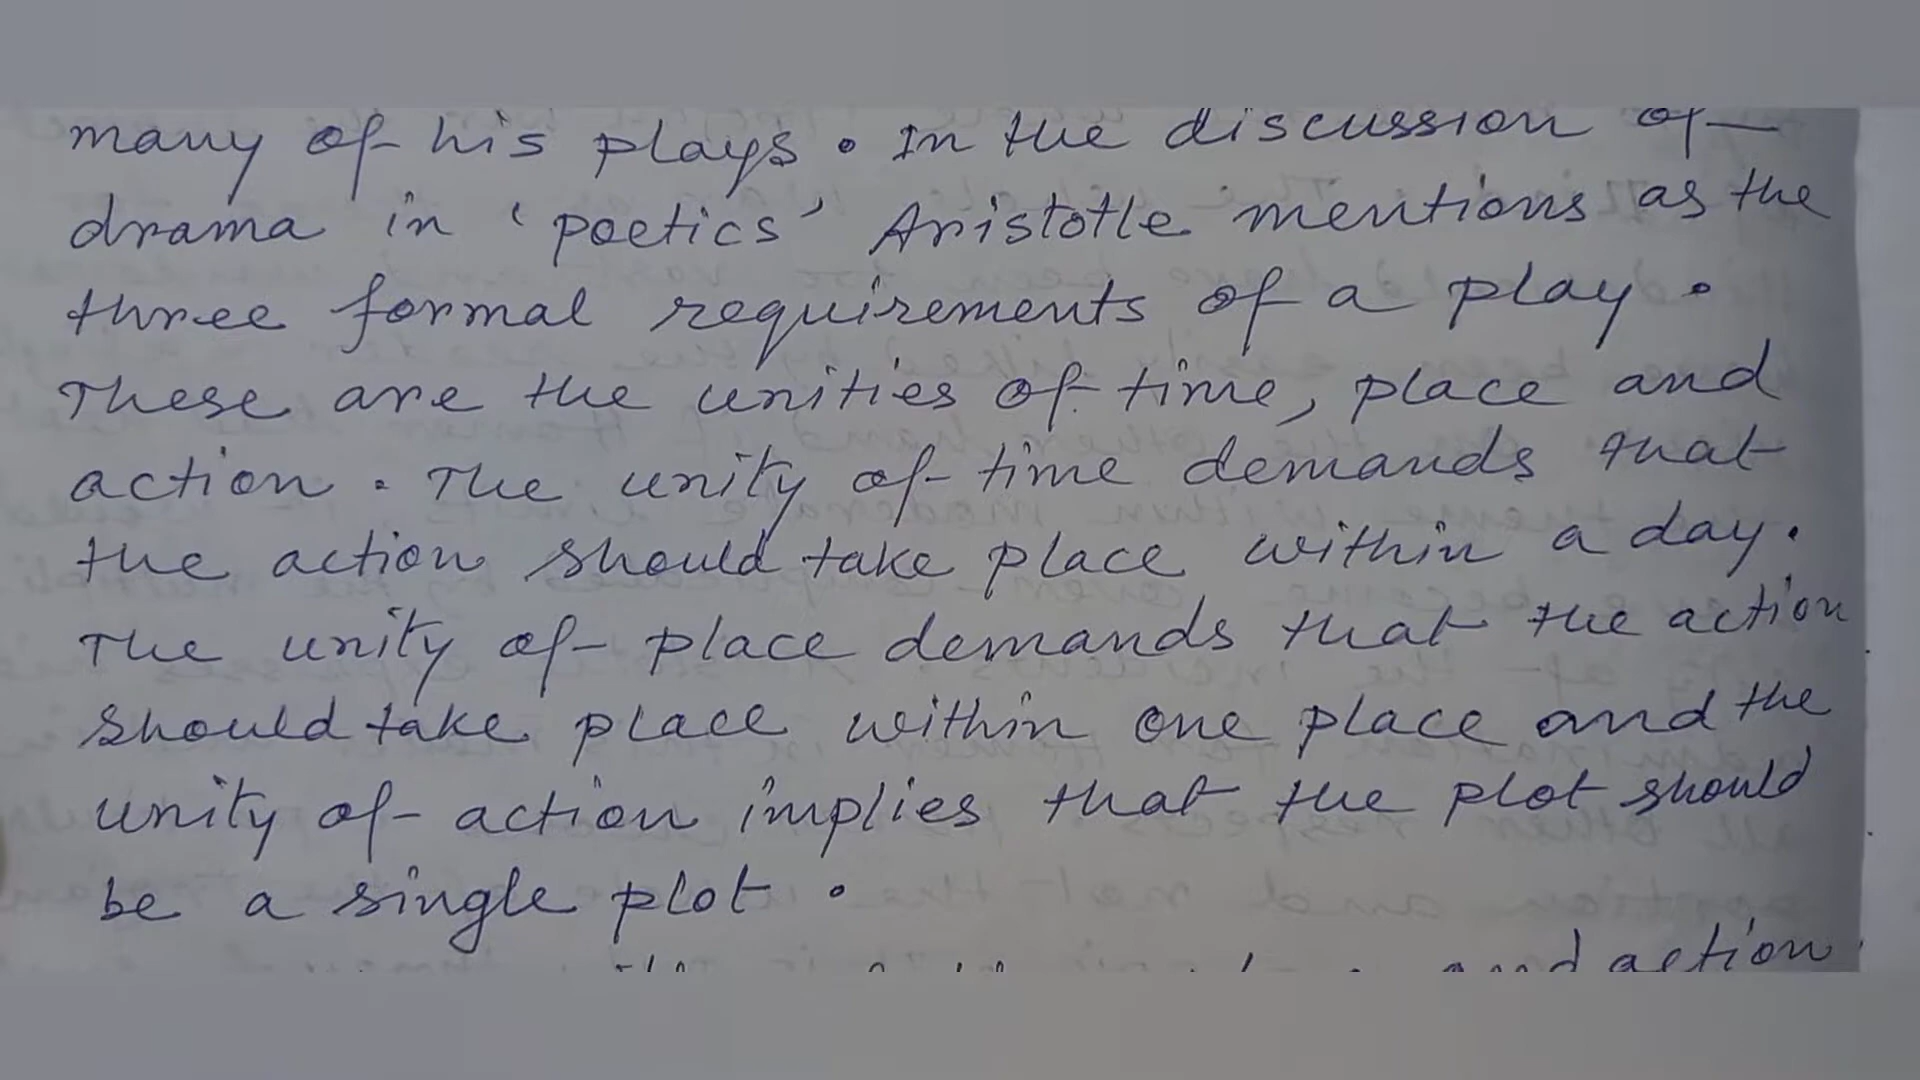 many of his plays. In the discussion of
drama in 'poetics' Aristotle mentions as the
three formal requirements of a play.
These are the unities of time, place and
action. The unity of time demands that
the action should take place within a day.
The unity of place demands that the action
should take place within one place and the
unity of action implies that the plot should
be a single plot.
and action